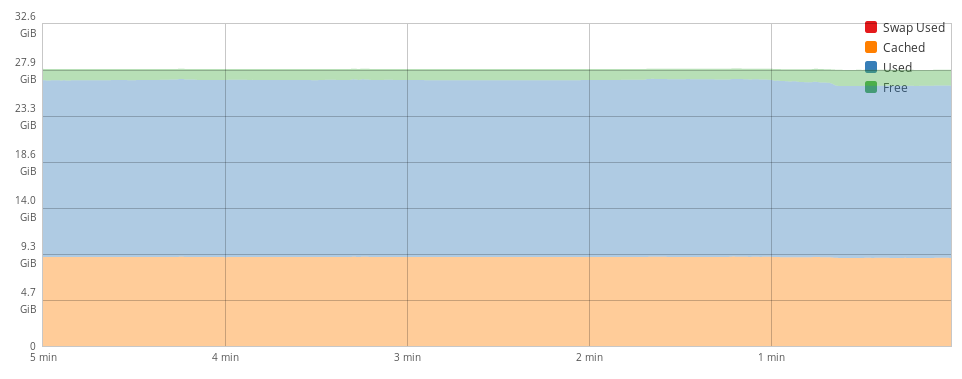 32.6
GiB
27.9
GiB
23.3
GiB
18.6
GiB
14.0
GiB
9.3
GiB
4.7
GiB
0
5 min
4 min
3 min
2 min
1 min
Swap Used
Cached
Used
Free